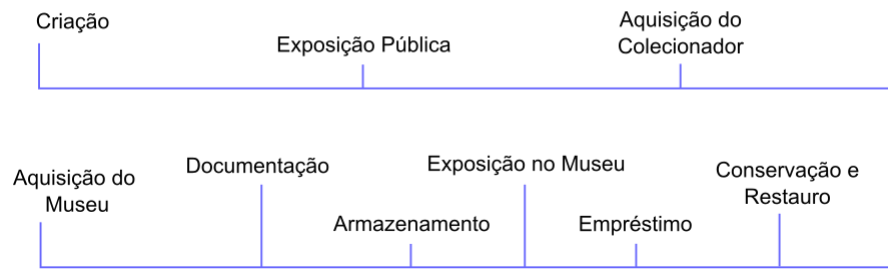 Criação
Exposição Pública
Aquisição do
Colecionador
Aquisição do
Museu
Documentação
Armazenamento
Exposição no Museu
Empréstimo
Conservação e
Restauro